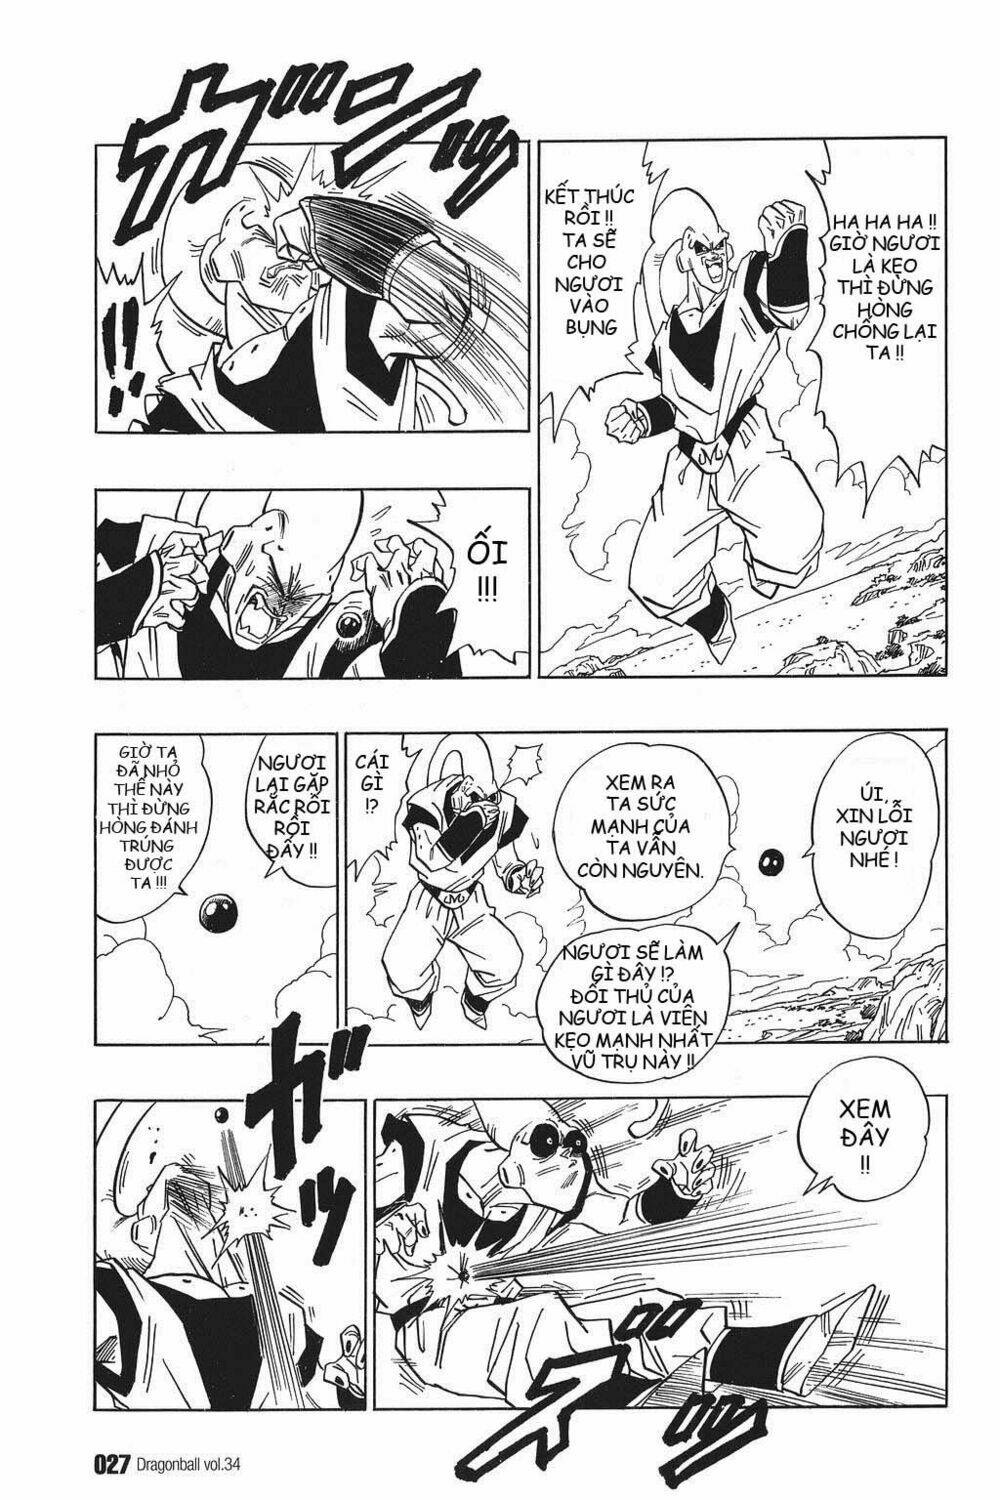 HA HA HA !!
GIỜ NGƯƠI
LÀ KẸO
THÌ ĐỪNG
HÒNG
CHỐNG LẠI
TA !!
KẾT THÚC
RỒI !!
TA SẼ
CHO
NGƯƠI
VÀO
BỤNG
ỐI
!!!
ÚI,
XIN LỖI
NGƯƠI
NHÉ !
XEM RA
TA SỨC
MẠNH CỦA
TA VẪN
CÒN NGUYÊN.
NGƯƠI SẼ LÀM
GÌ ĐÂY !?
ĐỐI THỦ CỦA
NGƯƠI LÀ VIÊN
KẸO MẠNH NHẤT
VŨ TRỤ NÀY !!
CÁI
GÌ
!?
NGƯƠI
LẠI GẶP
RẮC RỐI
RỒI
ĐẤY !!
GIỜ TA
ĐÃ NHỎ
THẾ NÀY
THÌ ĐỪNG
HÒNG ĐÁNH
TRÚNG
ĐƯỢC
TA !!!
XEM
ĐÂY
!!
027 Dragonball vol.34